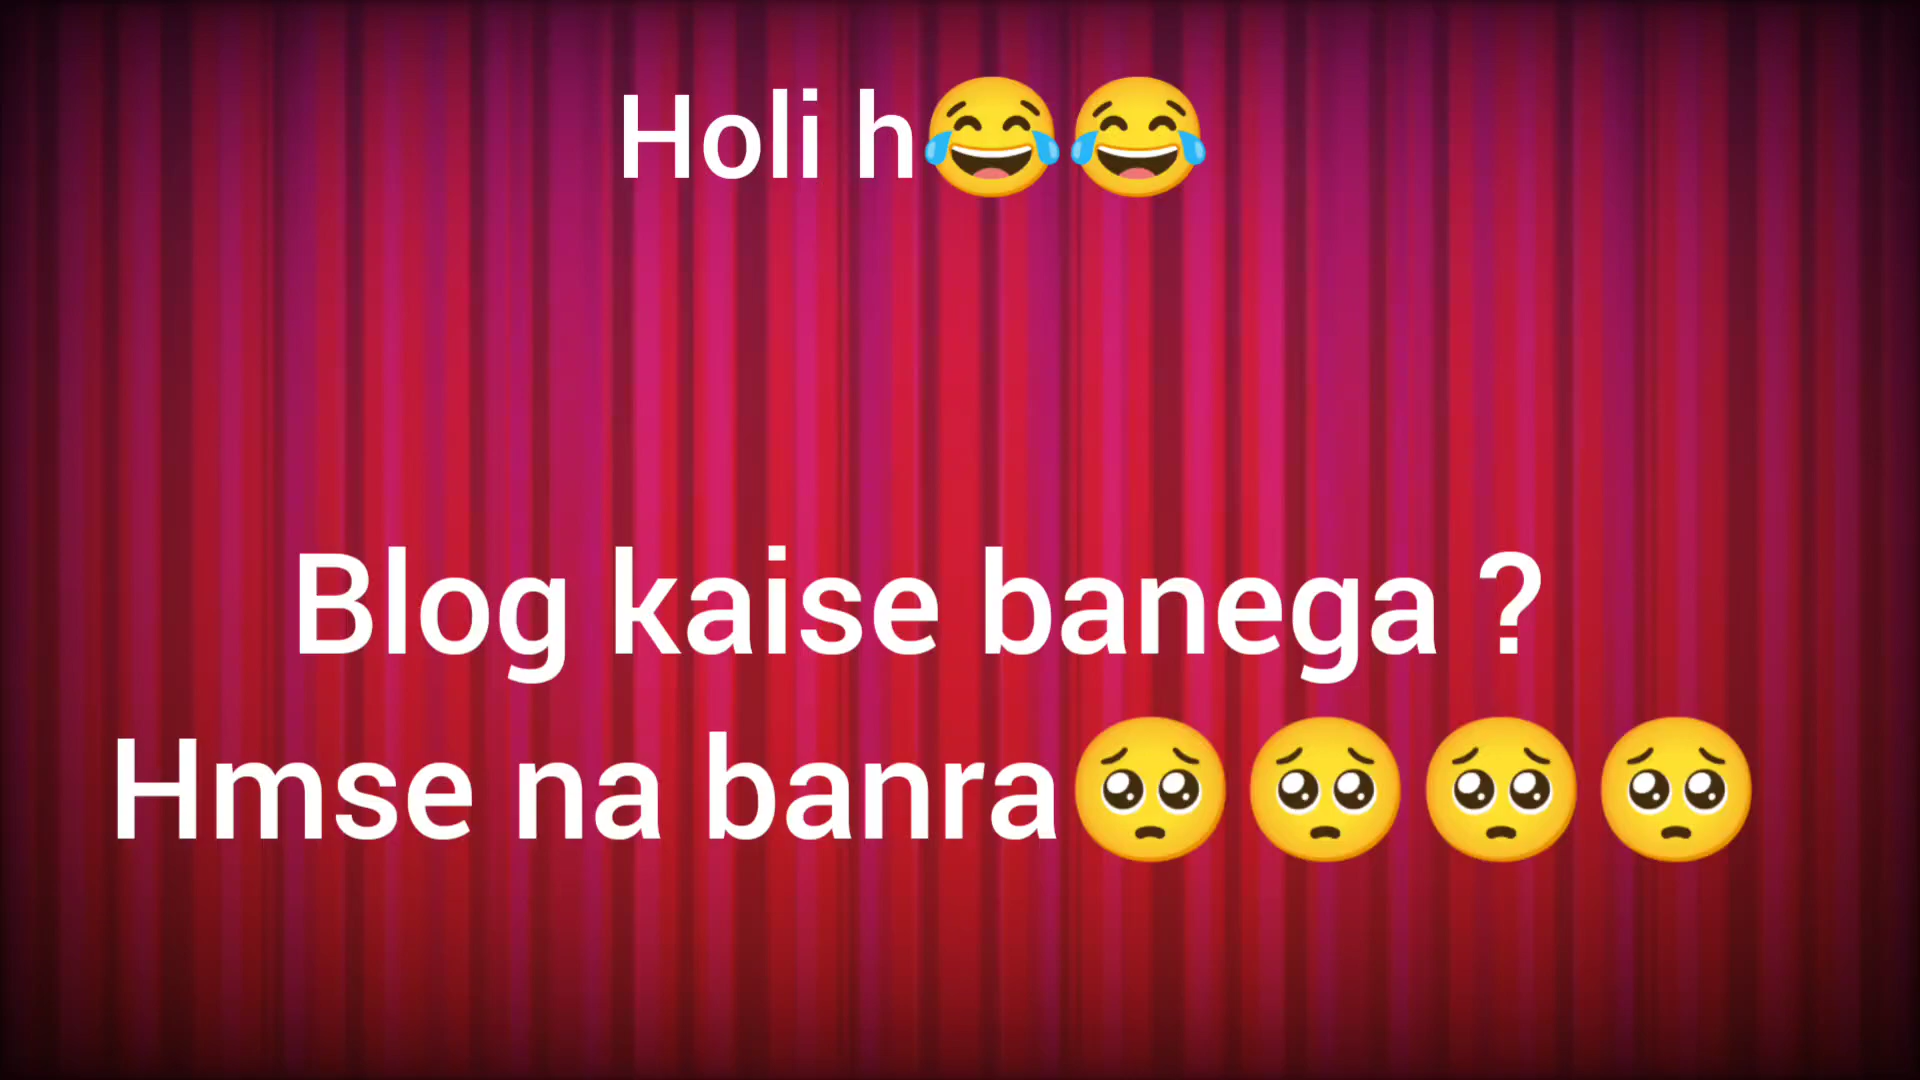 Holi h😂😂
Blog kaise banega ?
Hmse na banra🥺🥺🥺🥺